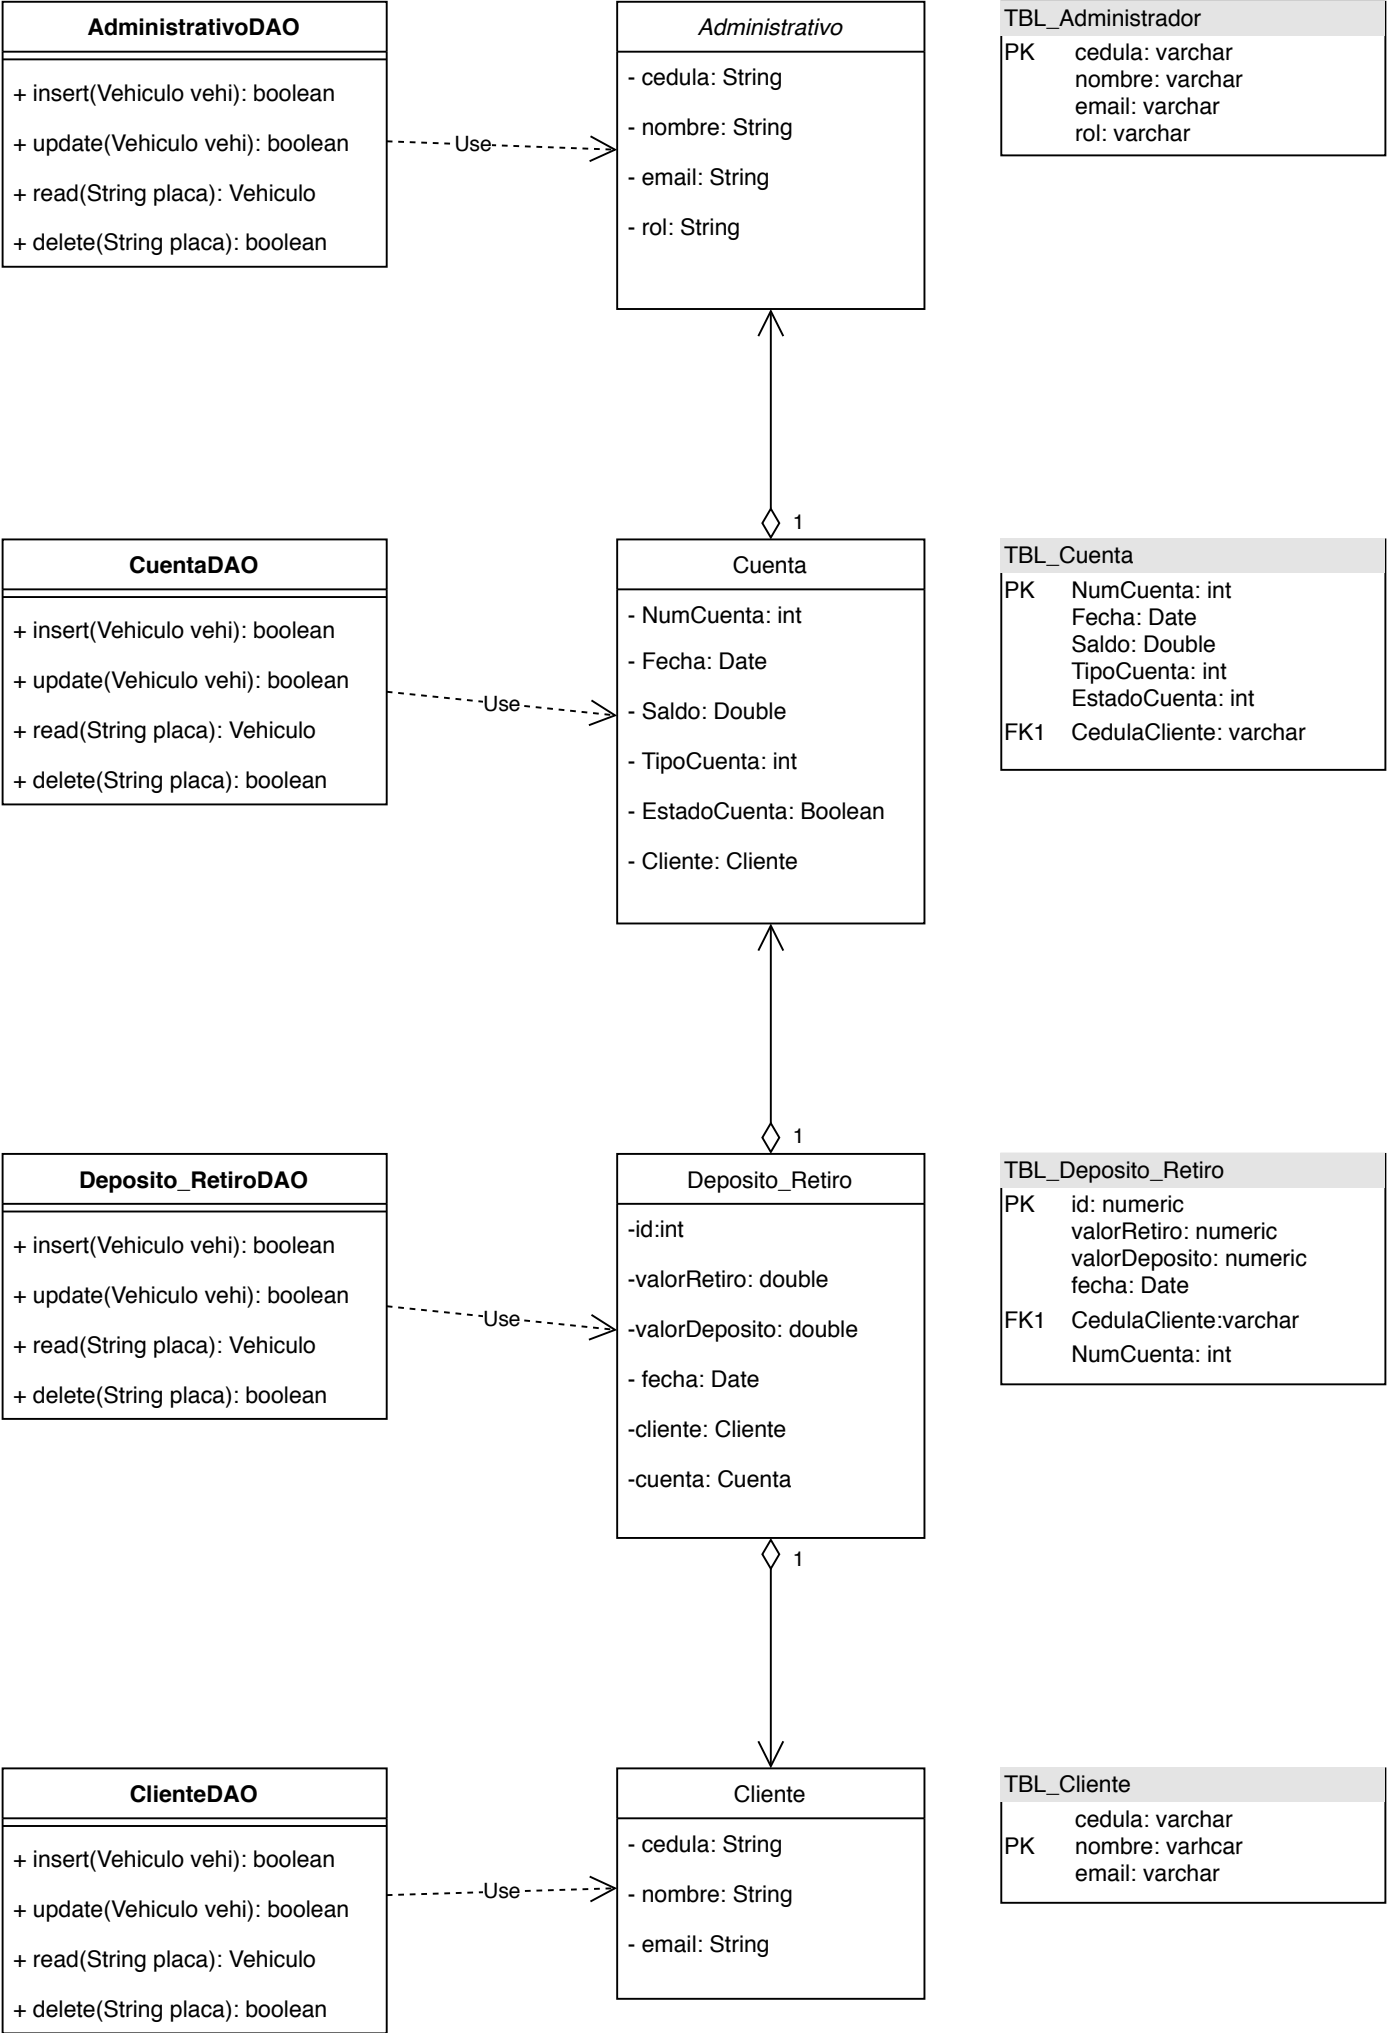 AdministrativoDAO
+ insert(Vehiculo vehi): boolean
+ update(Vehiculo vehi): boolean
+ read(String placa): Vehiculo
+ delete(String placa): boolean
Use
Administrativo
- cedula: String
- nombre: String
- email: String
- rol: String
TBL_Administrador
PK cedula: varchar
nombre: varchar
email: varchar
rol: varchar
1
CuentaDAO
+ insert(Vehiculo vehi): boolean
+ update(Vehiculo vehi): boolean
+ read(String placa): Vehiculo
+ delete(String placa): boolean
Use
Cuenta
- NumCuenta: int
- Fecha: Date
- Saldo: Double
- TipoCuenta: int
- EstadoCuenta: Boolean
- Cliente: Cliente
TBL_Cuenta
PK NumCuenta: int
Fecha: Date
Saldo: Double
TipoCuenta: int
EstadoCuenta: int
FK1 CedulaCliente: varchar
1
Deposito_RetiroDAO
+ insert(Vehiculo vehi): boolean
+ update(Vehiculo vehi): boolean
+ read(String placa): Vehiculo
+ delete(String placa): boolean
Use
Deposito_Retiro
-id:int
-valorRetiro: double
-valorDeposito: double
- fecha: Date
-cliente: Cliente
-cuenta: Cuenta
TBL_Deposito_Retiro
PK id: numeric
valorRetiro: numeric
valorDeposito: numeric
fecha: Date
FK1 CedulaCliente:varchar
NumCuenta: int
1
ClienteDAO
+ insert(Vehiculo vehi): boolean
+ update(Vehiculo vehi): boolean
+ read(String placa): Vehiculo
+ delete(String placa): boolean
Use
Cliente
- cedula: String
- nombre: String
- email: String
TBL_Cliente
cedula: varchar
PK nombre: varhcar
email: varchar